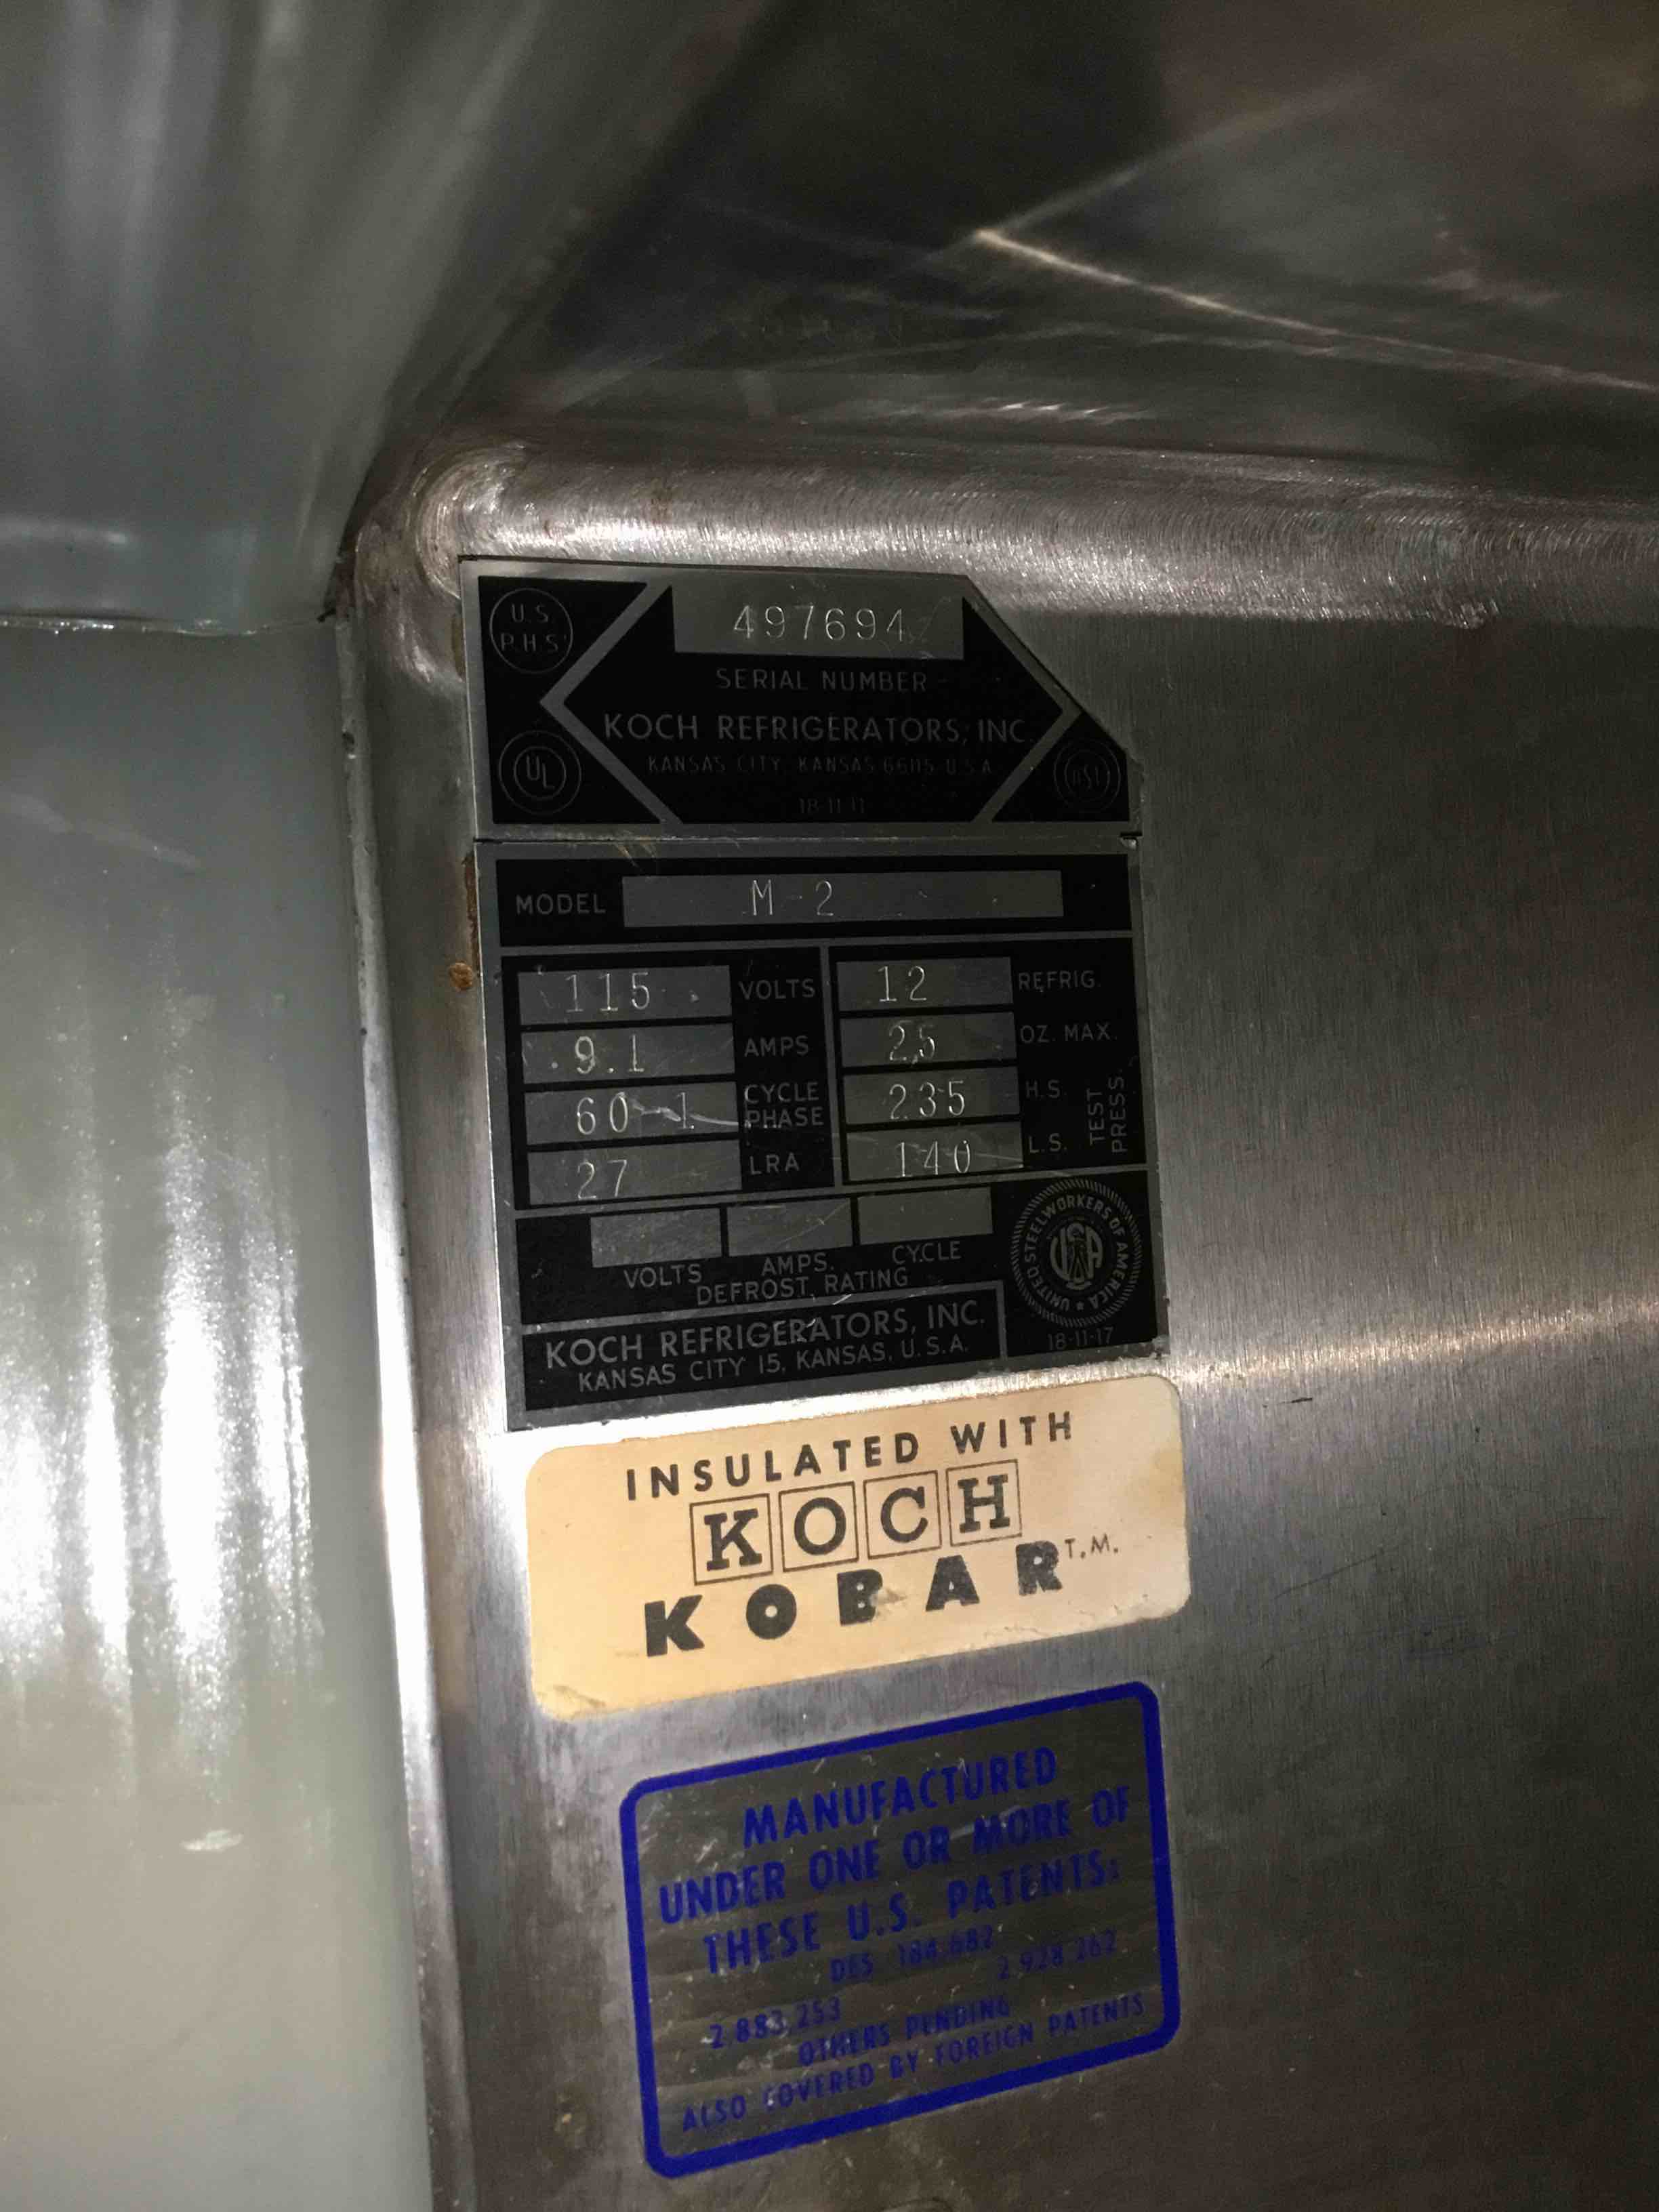 497694
U.S.
P.H.S.
SERIAL NUMBER
KOCH REFRIGERATORS, INC.
UL
KANSAS CITY, KANSAS 66115 U.S.A.
18-11-11
MODEL M-2
115 VOLTS 12 REFRIG.
9.1 AMPS 25 OZ. MAX.
60-1 CYCLE PHASE 235 H.S.
27 LRA 140 L.S.
TEST PRESS.
VOLTS AMPS. CYCLE
DEFROST RATING
UNITED STEELWORKERS OF AMERICA
USA
18-11-17
KOCH REFRIGERATORS, INC.
KANSAS CITY 15, KANSAS, U.S.A.
INSULATED WITH
KOCH
KOBAR T.M.
MANUFACTURED
UNDER ONE OR MORE OF
THESE U.S. PATENTS:
DES 184,682
2,883,253 2,928,262
OTHERS PENDING
ALSO COVERED BY FOREIGN PATENTS